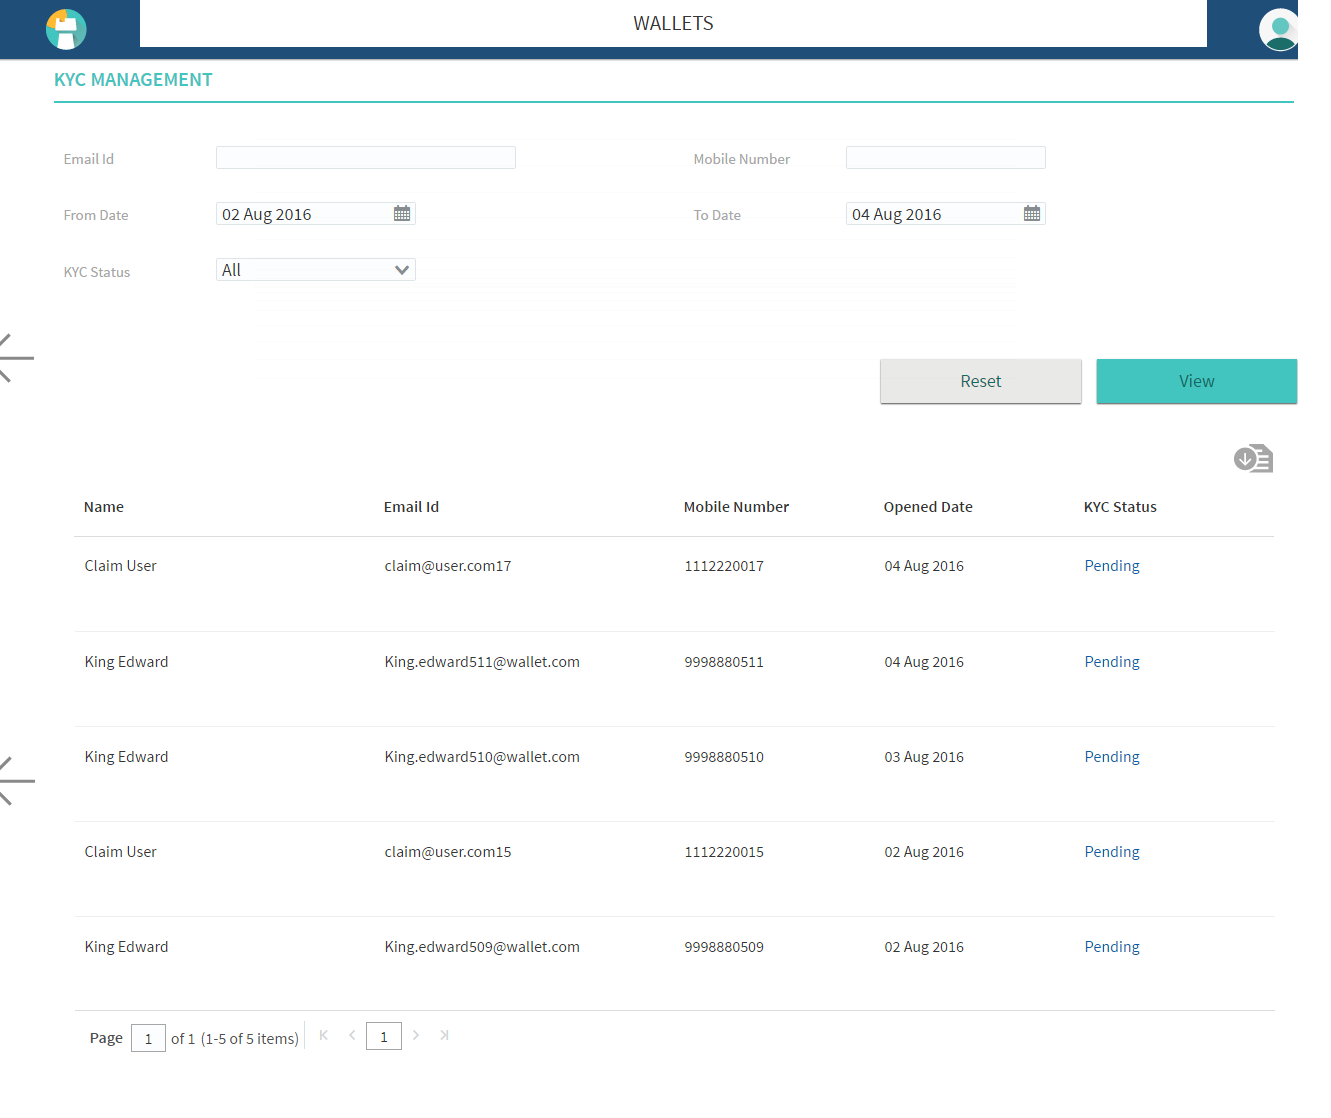 WALLETS
KYC MANAGEMENT
Email Id Mobile Number
From Date 02 Aug 2016 To Date 04 Aug 2016
KYC Status All
Reset View
Name Email Id Mobile Number Opened Date KYC Status
Claim User claim@user.com17 1112220017 04 Aug 2016 Pending
King Edward King.edward511@wallet.com 9998880511 04 Aug 2016 Pending
King Edward King.edward510@wallet.com 9998880510 03 Aug 2016 Pending
Claim User claim@user.com15 1112220015 02 Aug 2016 Pending
King Edward King.edward509@wallet.com 9998880509 02 Aug 2016 Pending
Page 1 of 1 (1-5 of 5 items) 1